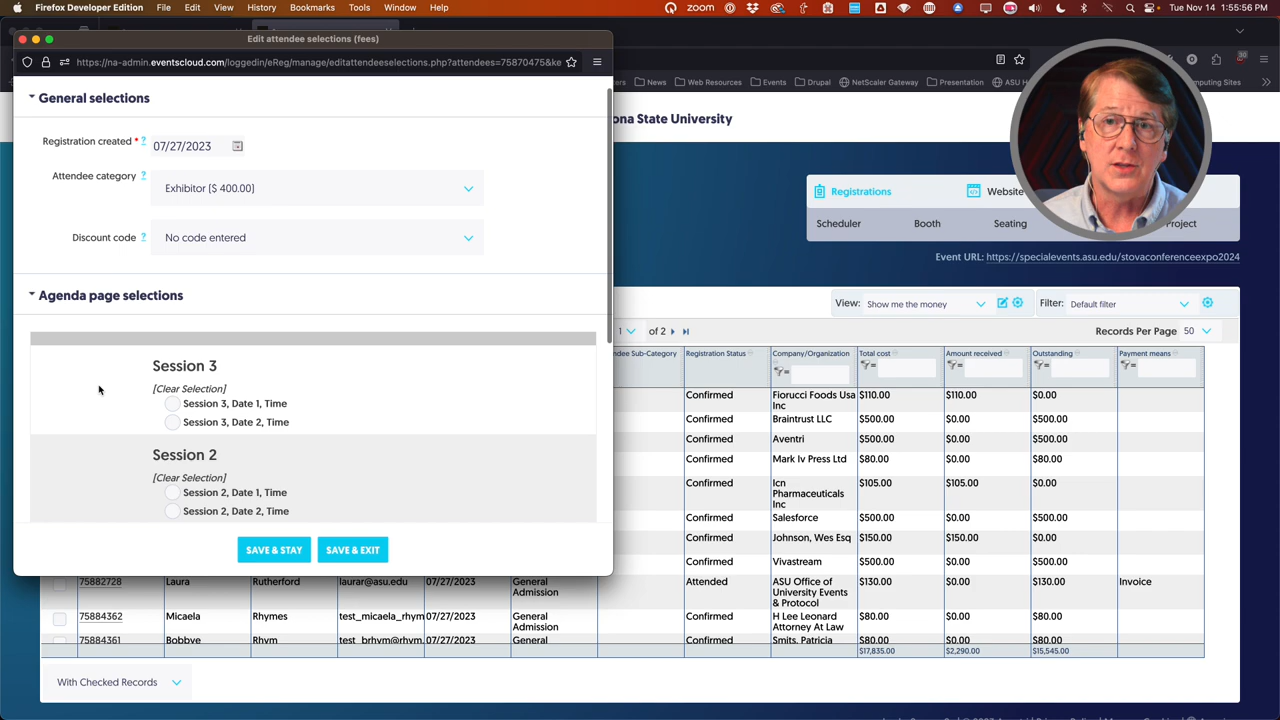 Firefox Developer Edition File Edit View History Bookmarks Tools Window Help
zoom
Tue Nov 14 1:55:56 PM
Edit attendee selections (fees)
https://na-admin.eventscloud.com/loggedin/eReg/manage/editattendeeselections.php?attendees=75870475&ke
News Web Resources Events Drupal NetScaler Gateway Presentation ASU H
mputing Sites
General selections
Registration created * ? 07/27/2023
Attendee category ? Exhibitor ($ 400.00)
Discount code ? No code entered
Agenda page selections
Session 3
[Clear Selection]
Session 3, Date 1, Time
Session 3, Date 2, Time
Session 2
[Clear Selection]
Session 2, Date 1, Time
Session 2, Date 2, Time
SAVE & STAY SAVE & EXIT
ona State University
Registrations Website
Scheduler Booth Seating Project
Event URL: https://specialevents.asu.edu/stovaconferenceexpo2024
View: Show me the money Filter: Default filter
1 of 2 Records Per Page 50
ndee Sub-Category Registration Status Company/Organization Total cost Amount received Outstanding Payment means
Confirmed Fiorucci Foods Usa Inc $110.00 $110.00 $0.00
Confirmed Braintrust LLC $500.00 $0.00 $500.00
Confirmed Aventri $500.00 $0.00 $500.00
Confirmed Mark Iv Press Ltd $80.00 $0.00 $80.00
Confirmed Icn Pharmaceuticals Inc $105.00 $105.00 $0.00
Confirmed Salesforce $500.00 $0.00 $500.00
Confirmed Johnson, Wes Esq $150.00 $150.00 $0.00
Confirmed Vivastream $500.00 $0.00 $500.00
75882728 Laura Rutherford laurar@asu.edu 07/27/2023 General Admission Attended ASU Office of University Events & Protocol $130.00 $0.00 $130.00 Invoice
75884362 Micaela Rhymes test_micaela_rhym 07/27/2023 General Admission Confirmed H Lee Leonard Attorney At Law $80.00 $0.00 $80.00
75884361 Bobbye Rhym test_brhym@rhym. 07/27/2023 General Confirmed Smits, Patricia $80.00 $0.00 $80.00
$17,835.00 $2,290.00 $15,545.00
With Checked Records